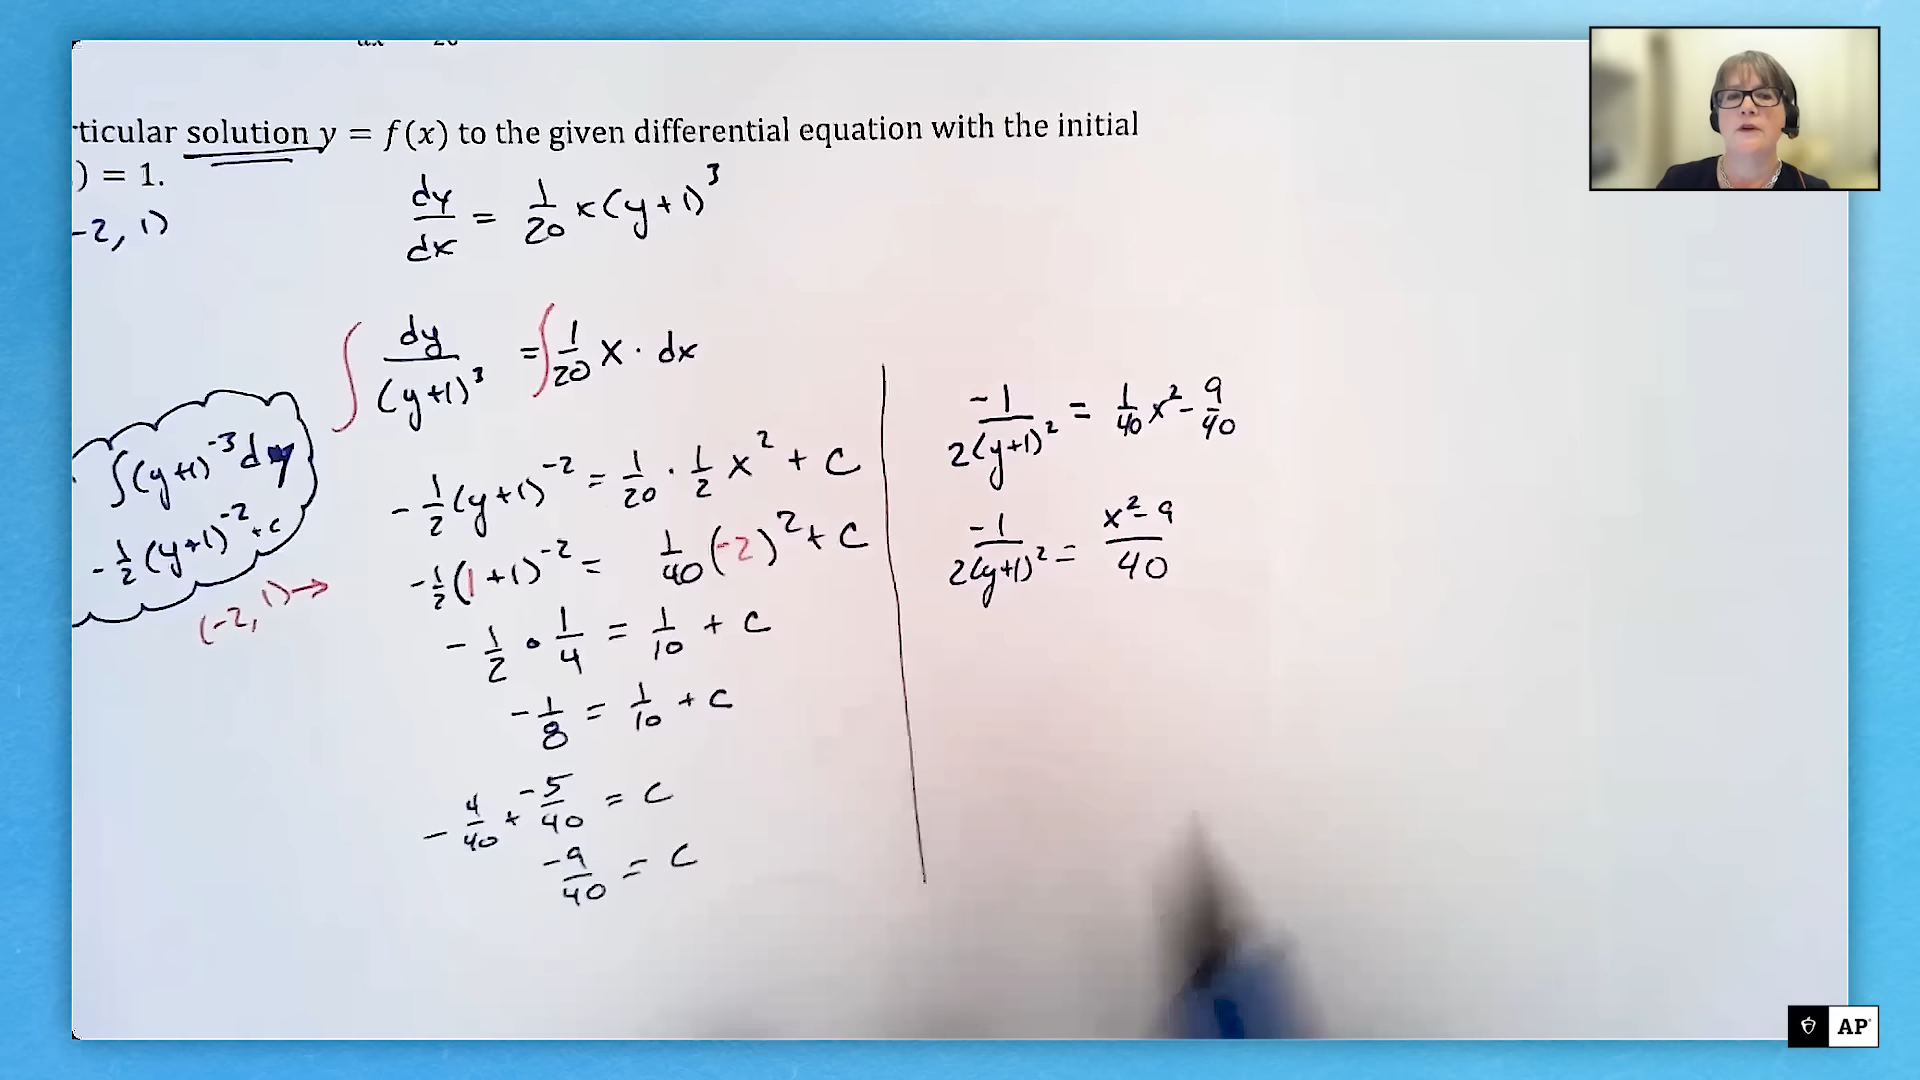 rticular solution y = f(x) to the given differential equation with the initial
) = 1.
-2, 1)
dy/dx = 1/20 x(y+1)^3
∫ dy/(y+1)^3 = ∫ 1/20 x · dx
∫(y+1)^-3 dy
-1/2 (y+1)^-2 + c
(-2, 1) →
-1/2 (y+1)^-2 = 1/20 · 1/2 x^2 + C
-1/2 (1+1)^-2 = 1/40 (-2)^2 + C
-1/2 · 1/4 = 1/10 + C
-1/8 = 1/10 + C
-4/40 + -5/40 = C
-9/40 = C
-1/2(y+1)^2 = 1/40 x^2 - 9/40
-1/2(y+1)^2 = x^2-9/40
AP